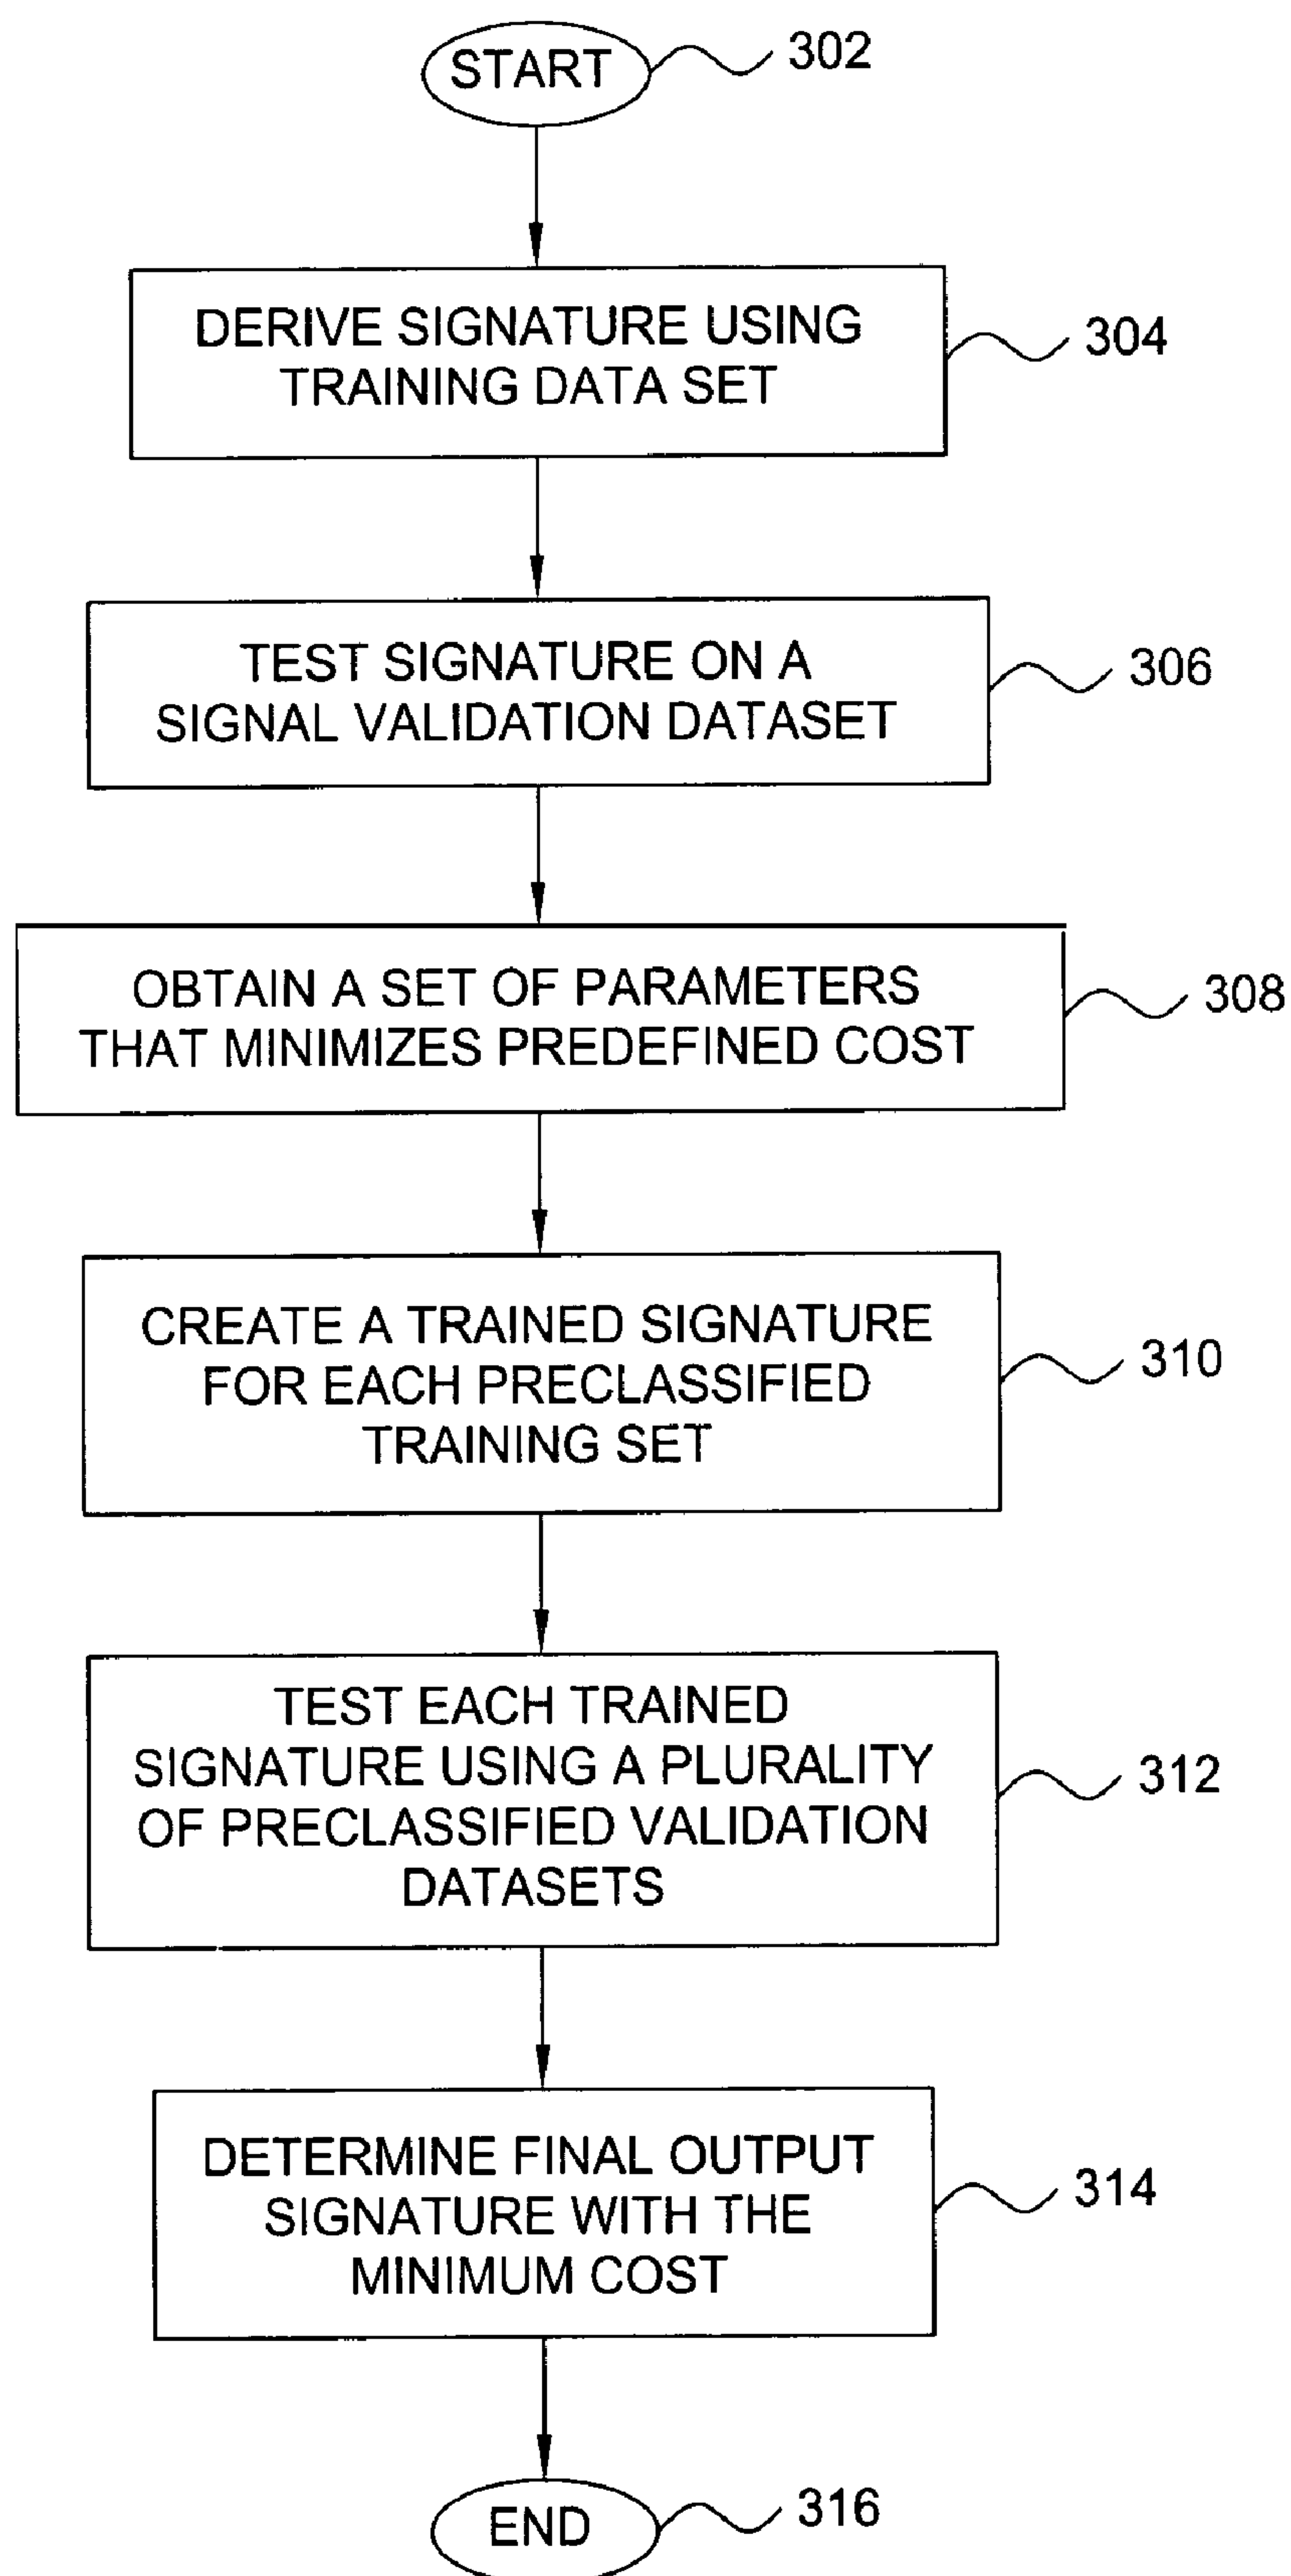 START
302
DERIVE SIGNATURE USING
TRAINING DATA SET
304
TEST SIGNATURE ON A
SIGNAL VALIDATION DATASET
306
OBTAIN A SET OF PARAMETERS
THAT MINIMIZES PREDEFINED COST
308
CREATE A TRAINED SIGNATURE
FOR EACH PRECLASSIFIED
TRAINING SET
310
TEST EACH TRAINED
SIGNATURE USING A PLURALITY
OF PRECLASSIFIED VALIDATION
DATASETS
312
DETERMINE FINAL OUTPUT
SIGNATURE WITH THE
MINIMUM COST
314
END
316